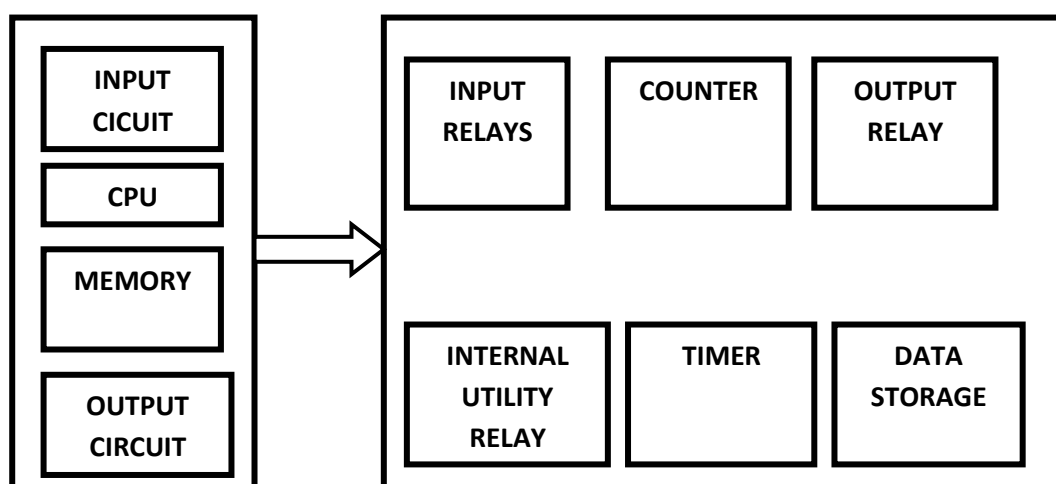 INPUT
CICUIT
CPU
MEMORY
OUTPUT
CIRCUIT
INPUT
RELAYS
COUNTER
OUTPUT
RELAY
INTERNAL
UTILITY
RELAY
TIMER
DATA
STORAGE